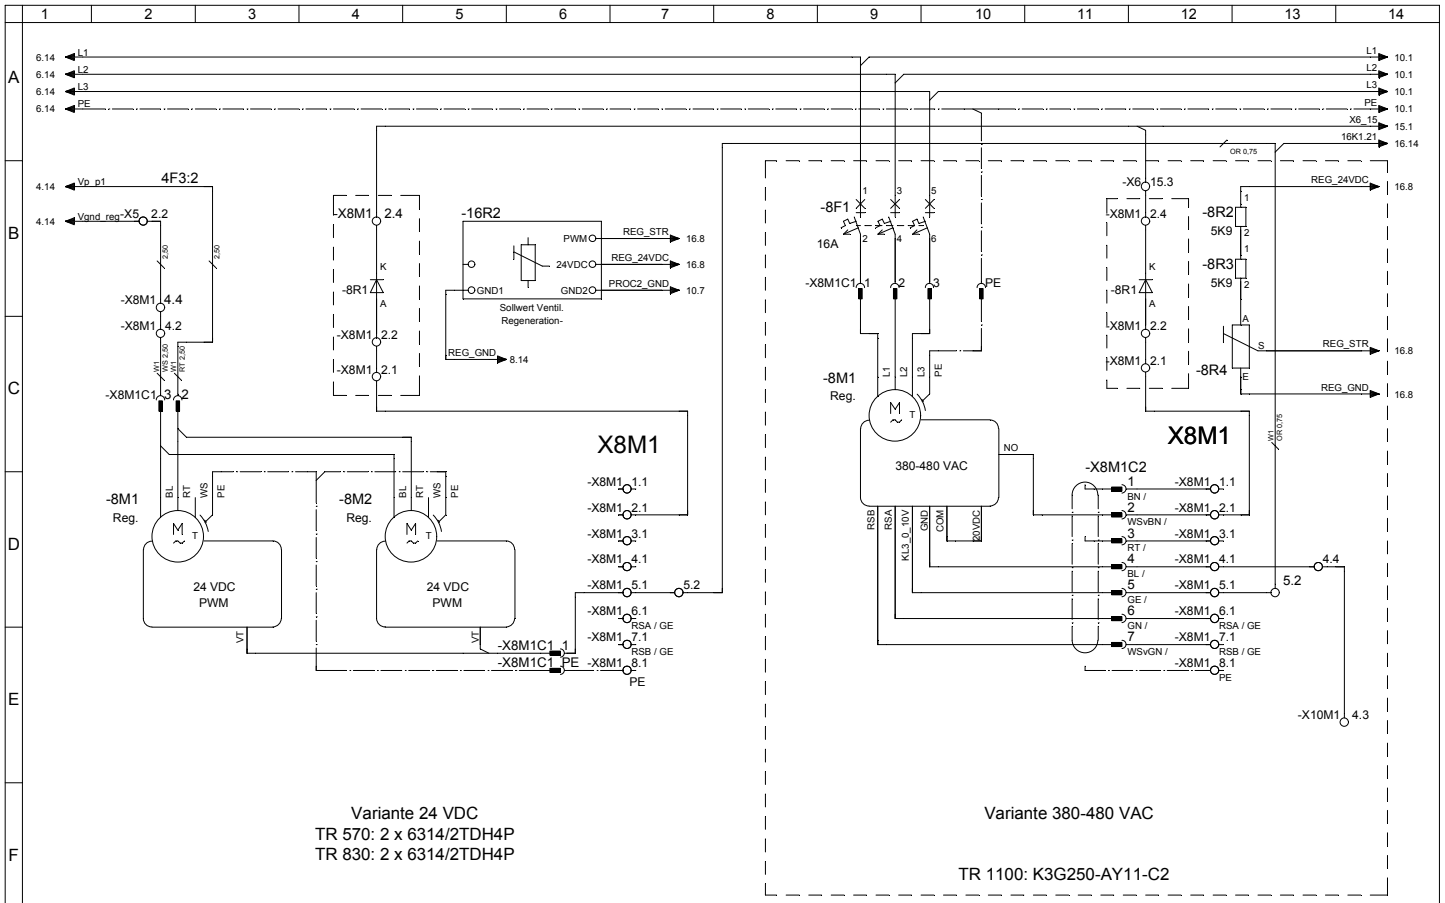 1 2 3 4 5 6 7 8 9 10 11 12 13 14
A
6.14 L1 L1 10.1
6.14 L2 L2 10.1
6.14 L3 L3 10.1
6.14 PE PE 10.1
X6_15 15.1
16K1.21 16.14
OR 0,75
B
4.14 Vp_p1 4F3:2
4.14 Vgnd_reg -X5 2.2
2,50 2,50
-X8M1 4.4
-X8M1 4.2
W1 WS 2,50 W1 RT 2,50
-X8M1 2.4
K
-8R1
A
-X8M1 2.2
-X8M1 2.1
-16R2
PWM REG_STR 16.8
24VDC REG_24VDC 16.8
GND1 GND2 PROC2_GND 10.7
Sollwert Ventil.
Regeneration-
REG_GND 8.14
1 3 5
-8F1
16A 2 4 6
-X8M1C1 1 2 3 PE
-X6 15.3
-X8M1 2.4
K
-8R1
A
-X8M1 2.2
-X8M1 2.1
REG_24VDC 16.8
1
-8R2
5K9 2
1
-8R3
5K9 2
A
S REG_STR 16.8
-8R4
E REG_GND 16.8
C
-X8M1C1 3 2
X8M1
-8M1
Reg.
L1 L2 L3 PE
M
~
T
380-480 VAC
NO
X8M1
W1 OR 0,75
D
-8M1
Reg.
BL RT WS PE
M
~
T
24 VDC
PWM
VT
-8M2
Reg.
BL RT WS PE
M
~
T
24 VDC
PWM
VT
-X8M1 1.1
-X8M1 2.1
-X8M1 3.1
-X8M1 4.1
-X8M1 5.1 5.2
-X8M1 6.1
RSA / GE
-X8M1 7.1
RSB / GE
-X8M1 8.1
PE
-X8M1C1 1
-X8M1C1 PE
RSB RSA KL3_0_10V GND COM 20VDC
-X8M1C2
1 -X8M1 1.1
BN /
2 -X8M1 2.1
WSvBN /
3 -X8M1 3.1
RT /
4 -X8M1 4.1 4.4
BL /
5 -X8M1 5.1 5.2
GE /
6 -X8M1 6.1
GN / RSA / GE
7 -X8M1 7.1
WSvGN / RSB / GE
-X8M1 8.1
PE
E
-X10M1 4.3
F
Variante 24 VDC
TR 570: 2 x 6314/2TDH4P
TR 830: 2 x 6314/2TDH4P
Variante 380-480 VAC
TR 1100: K3G250-AY11-C2